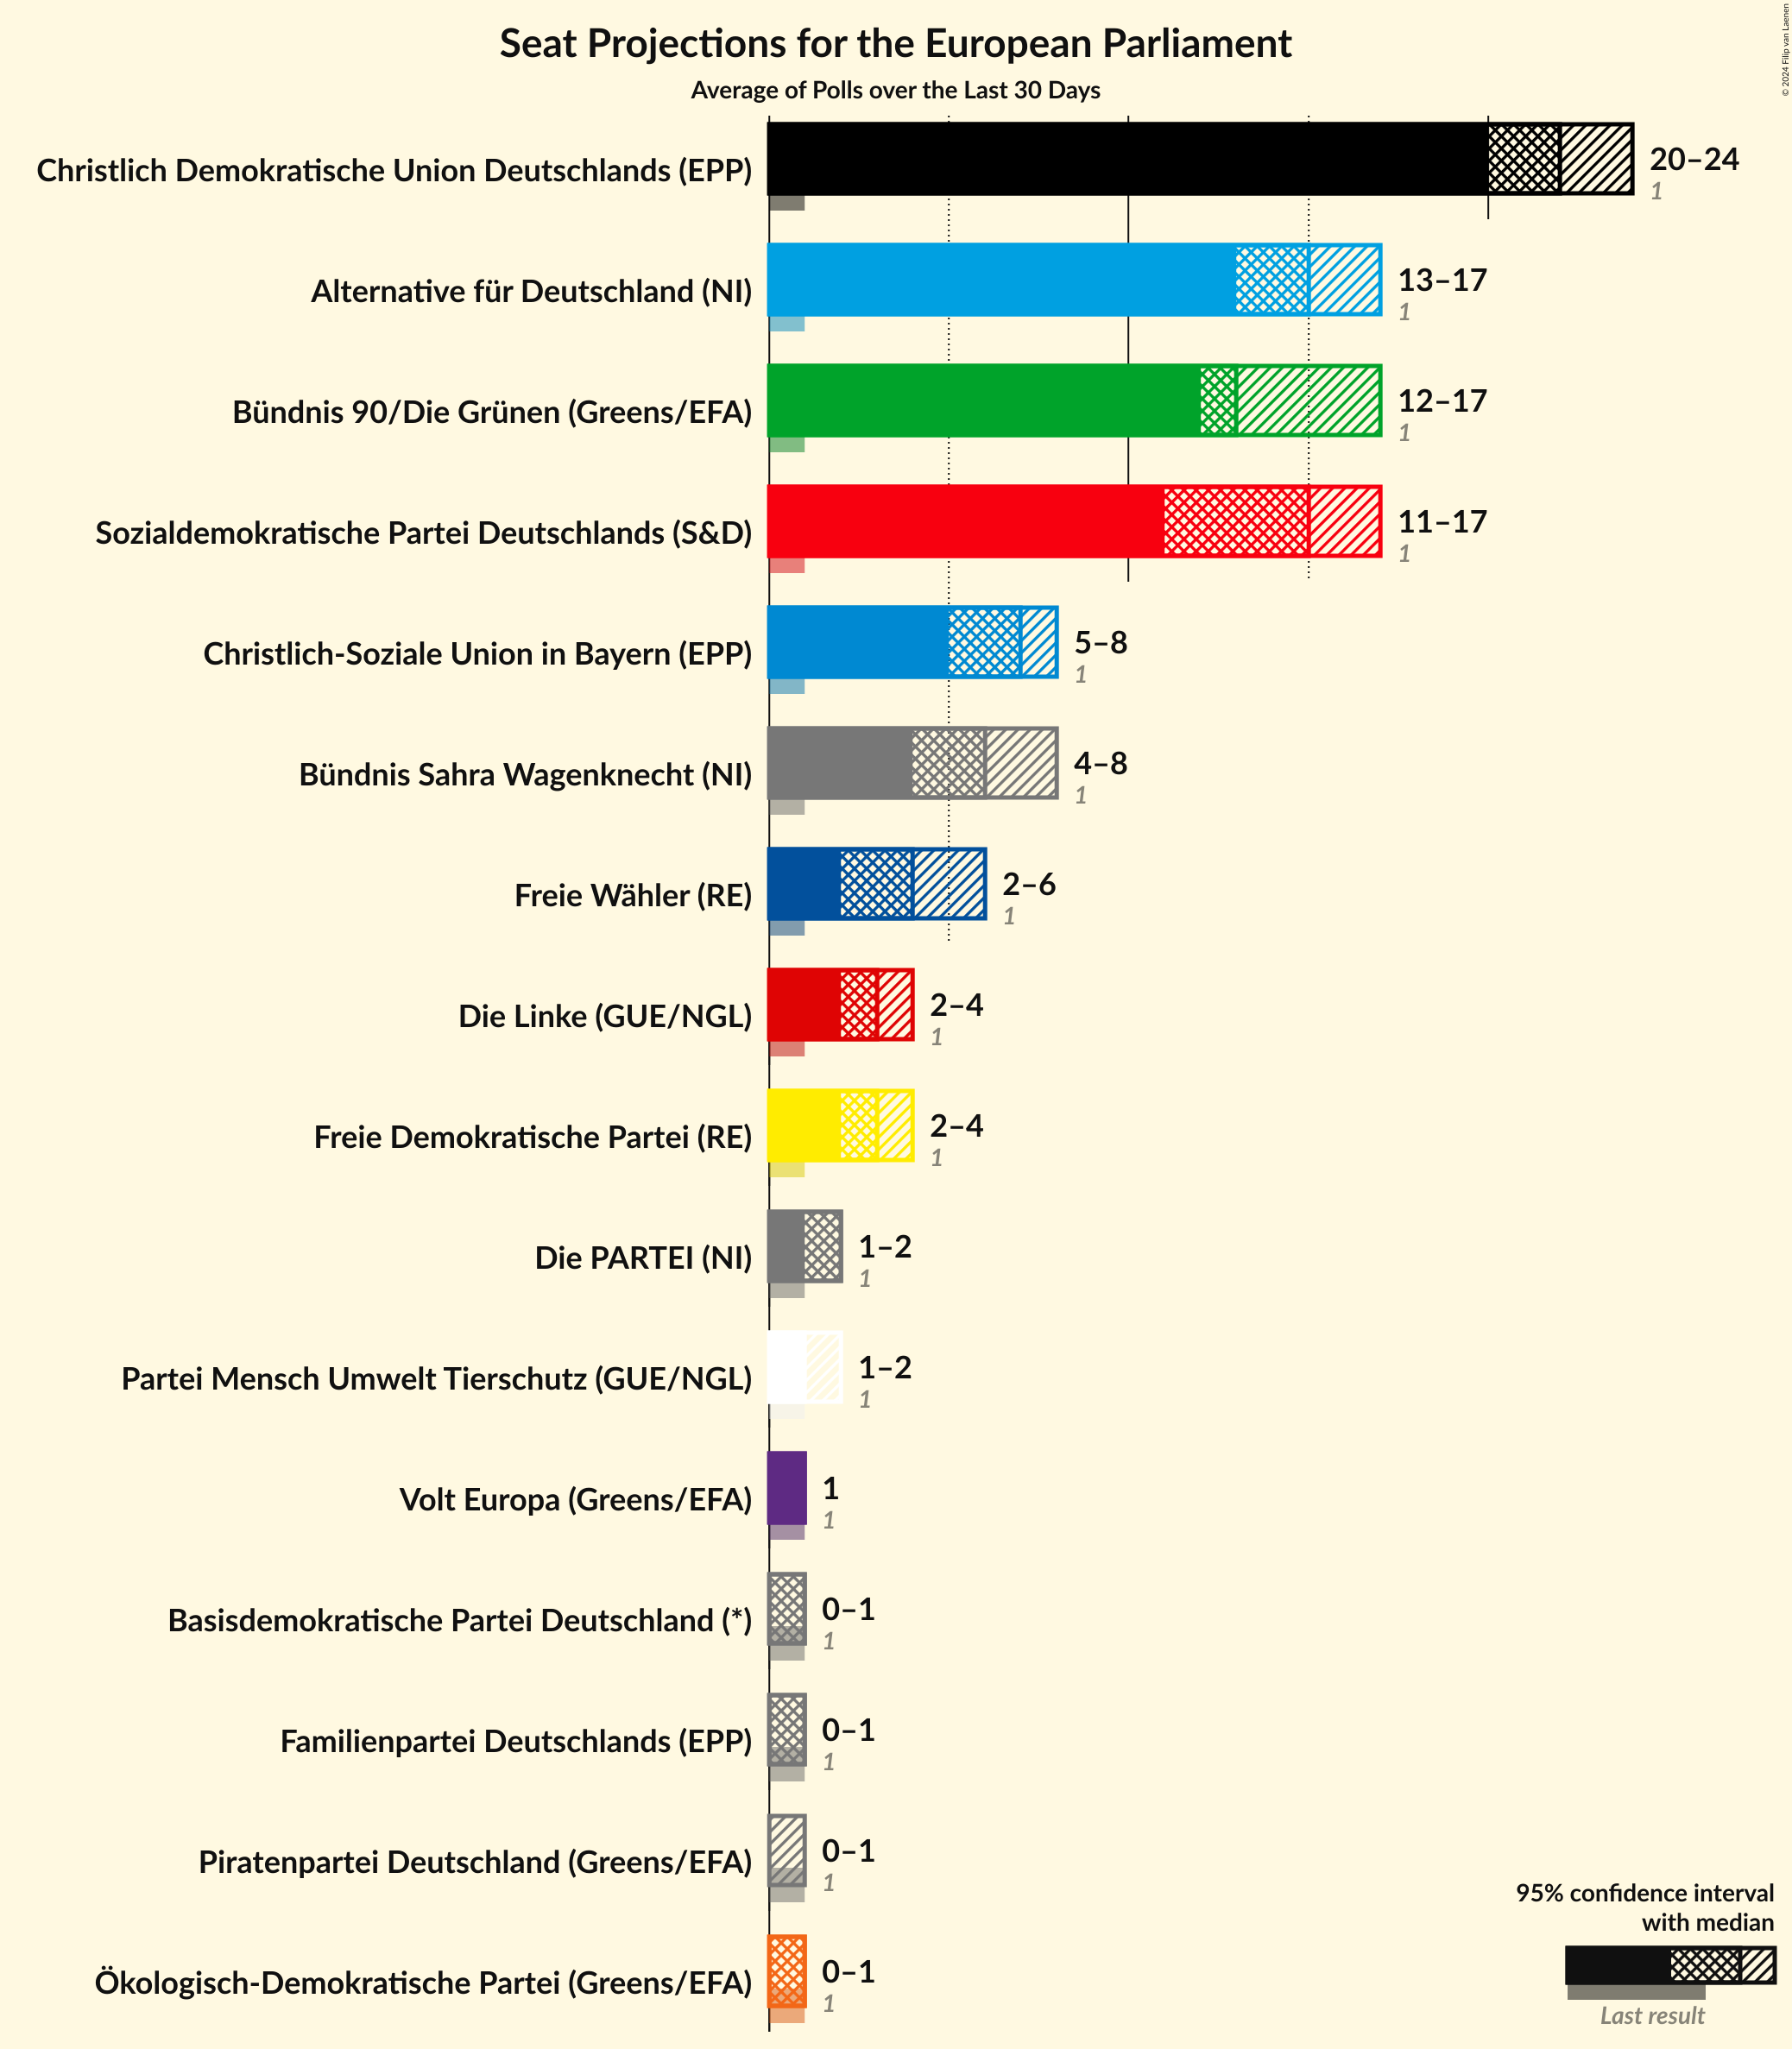 Seat Projections for the European Parliament
Average of Polls over the Last 30 Days
© 2024 Filip van Laenen
Christlich Demokratische Union Deutschlands (EPP)
20–24
1
Alternative für Deutschland (NI)
13–17
1
Bündnis 90/Die Grünen (Greens/EFA)
12–17
1
Sozialdemokratische Partei Deutschlands (S&D)
11–17
1
Christlich-Soziale Union in Bayern (EPP)
5–8
1
Bündnis Sahra Wagenknecht (NI)
4–8
1
Freie Wähler (RE)
2–6
1
Die Linke (GUE/NGL)
2–4
1
Freie Demokratische Partei (RE)
2–4
1
Die PARTEI (NI)
1–2
1
Partei Mensch Umwelt Tierschutz (GUE/NGL)
1–2
1
Volt Europa (Greens/EFA)
1
1
Basisdemokratische Partei Deutschland (*)
0–1
1
Familienpartei Deutschlands (EPP)
0–1
1
Piratenpartei Deutschland (Greens/EFA)
0–1
1
Ökologisch-Demokratische Partei (Greens/EFA)
0–1
1
95% confidence interval
with median
Last result